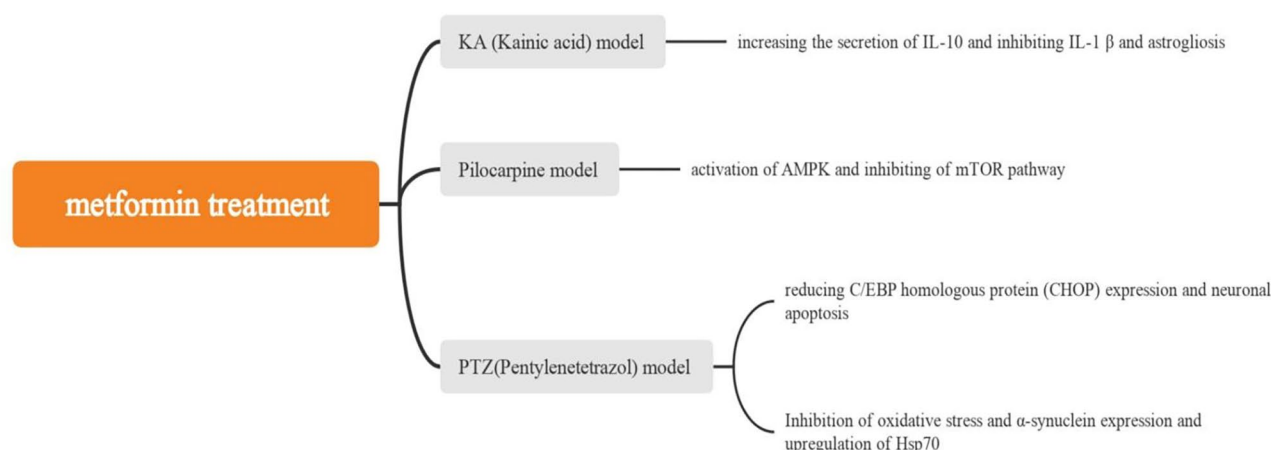 KA (Kainic acid) model
increasing the secretion of IL-10 and inhibiting IL-1 β and astrogliosis
Pilocarpine model
activation of AMPK and inhibiting of mTOR pathway
metformin treatment
reducing C/EBP homologous protein (CHOP) expression and neuronal
apoptosis
PTZ(Pentylenetetrazol) model
Inhibition of oxidative stress and α-synuclein expression and
upregulation of Hsp70